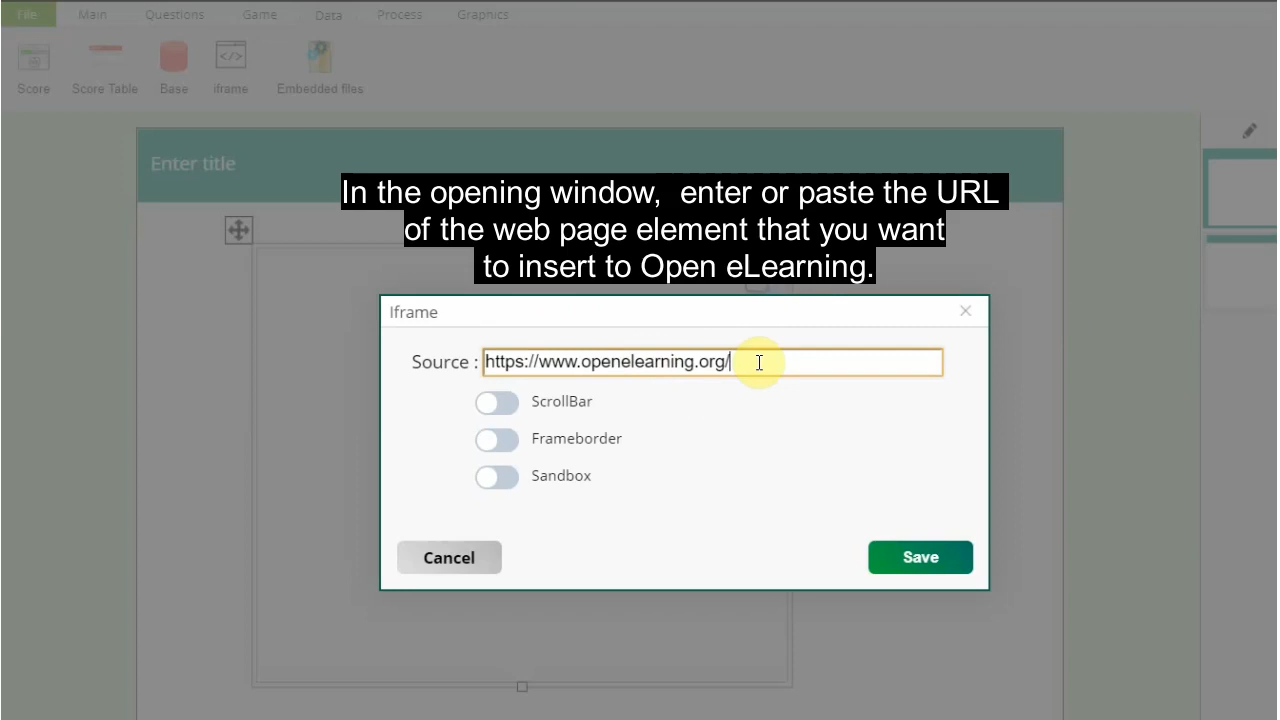 File Main Questions Game Data Process Graphics
Score Score Table Base iframe Embedded files
Enter title
In the opening window, enter or paste the URL
of the web page element that you want
to insert to Open eLearning.
Iframe
Source : https://www.openelearning.org/
ScrollBar
Frameborder
Sandbox
Cancel Save